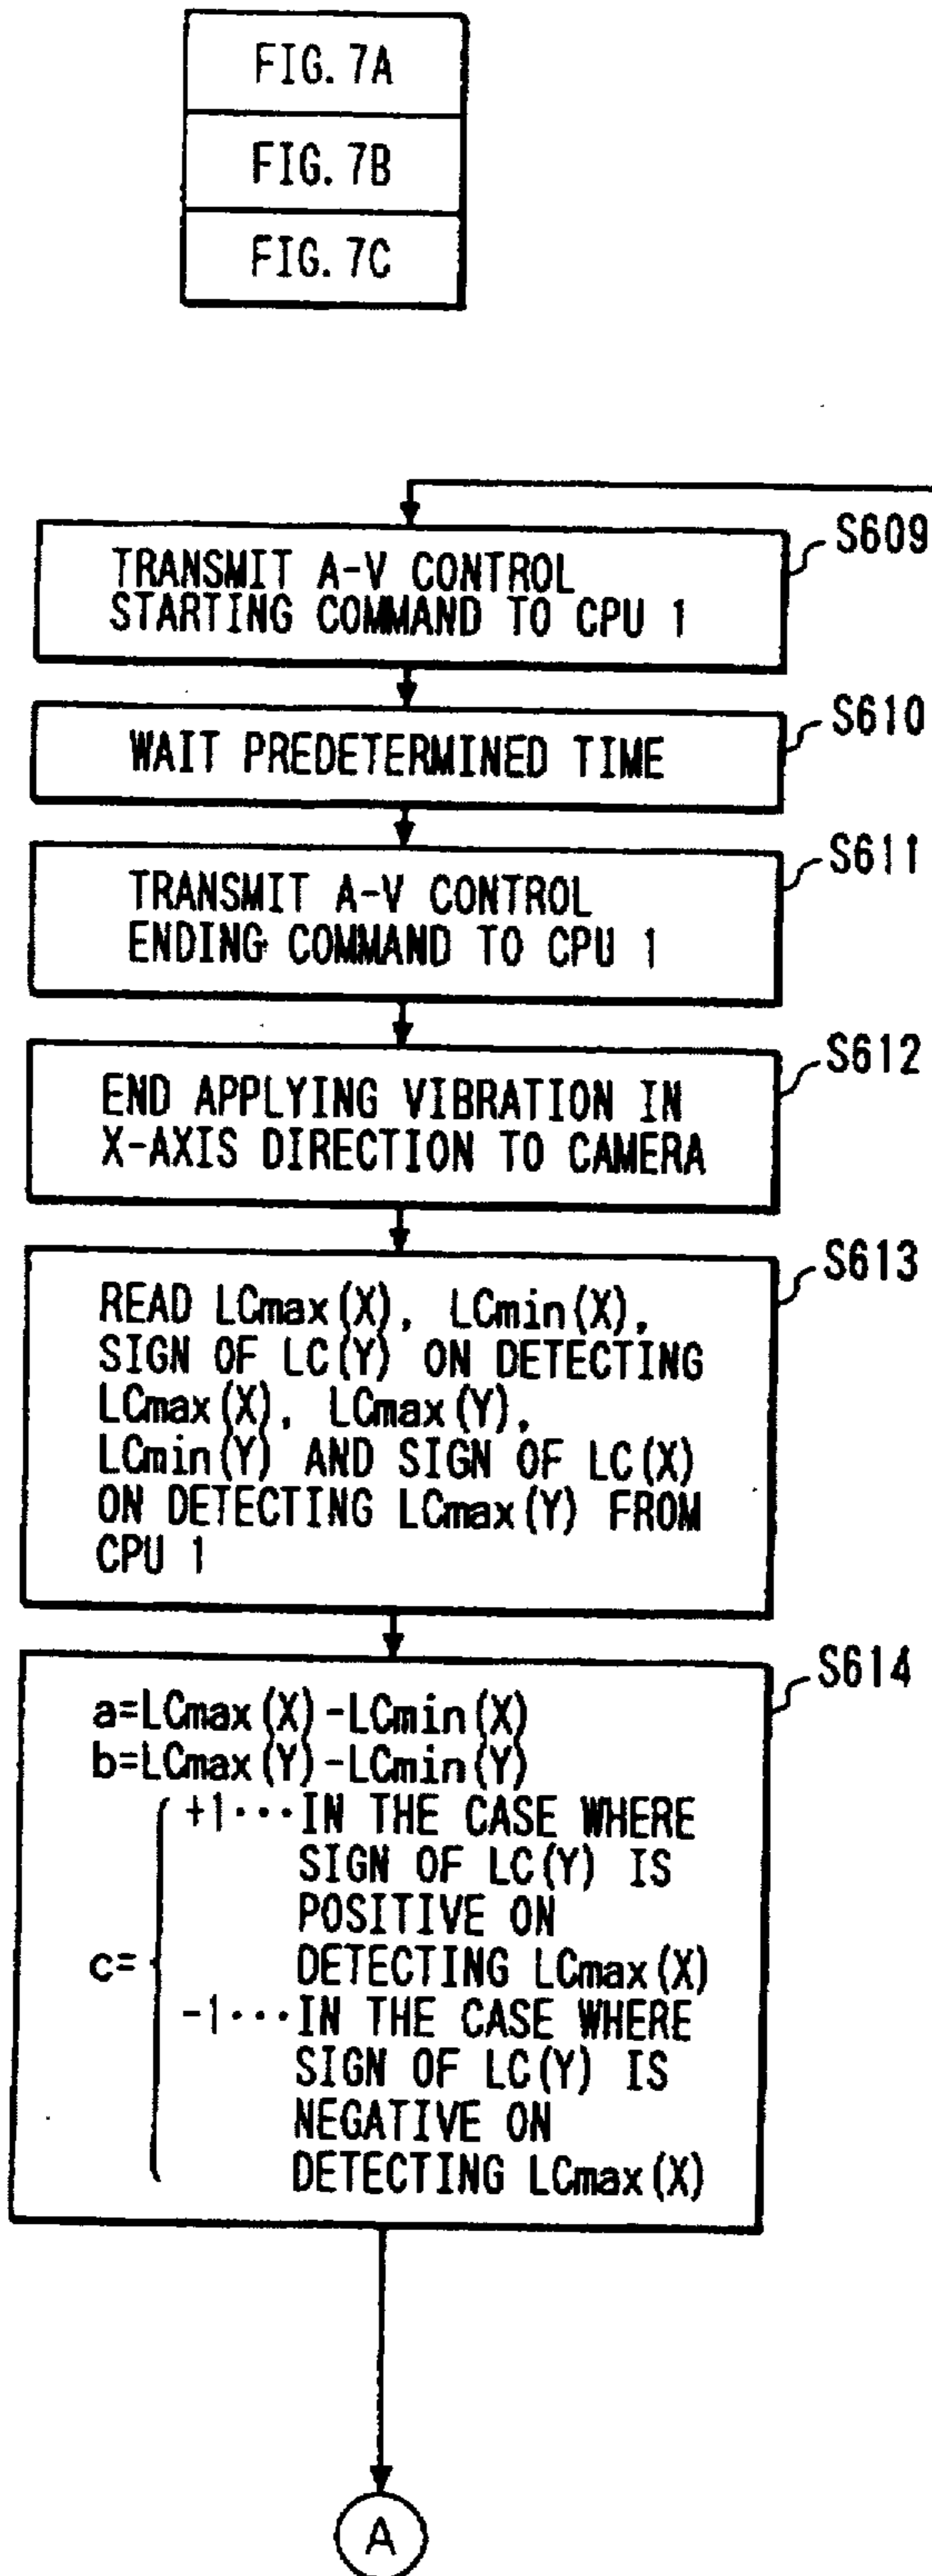 FIG. 7A
FIG. 7B
FIG. 7C
S609
TRANSMIT A-V CONTROL
STARTING COMMAND TO CPU 1
S610
WAIT PREDETERMINED TIME
S611
TRANSMIT A-V CONTROL
ENDING COMMAND TO CPU 1
S612
END APPLYING VIBRATION IN
X-AXIS DIRECTION TO CAMERA
S613
READ LCmax(X), LCmin(X),
SIGN OF LC(Y) ON DETECTING
LCmax(X), LCmax(Y),
LCmin(Y) AND SIGN OF LC(X)
ON DETECTING LCmax(Y) FROM
CPU 1
S614
a=LCmax(X)-LCmin(X)
b=LCmax(Y)-LCmin(Y)
+1···IN THE CASE WHERE
SIGN OF LC(Y) IS
POSITIVE ON
DETECTING LCmax(X)
c=
-1···IN THE CASE WHERE
SIGN OF LC(Y) IS
NEGATIVE ON
DETECTING LCmax(X)
A